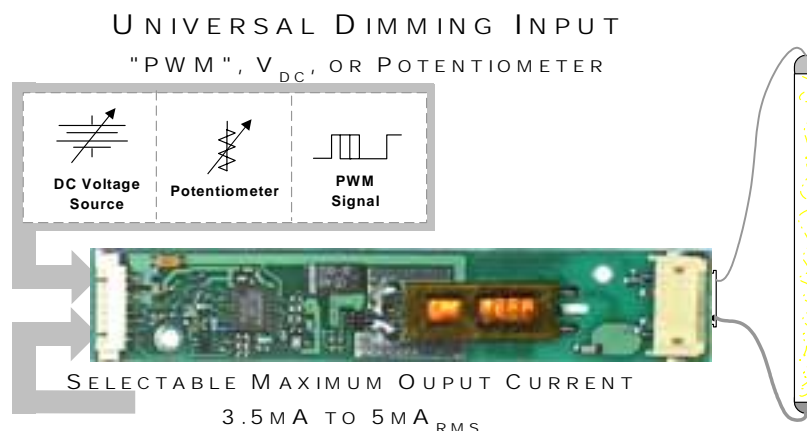 UNIVERSAL DIMMING INPUT
"PWM", VDC, OR POTENTIOMETER
DC Voltage
Source
Potentiometer
PWM
Signal
SELECTABLE MAXIMUM OUPUT CURRENT
3.5MA TO 5MARMS